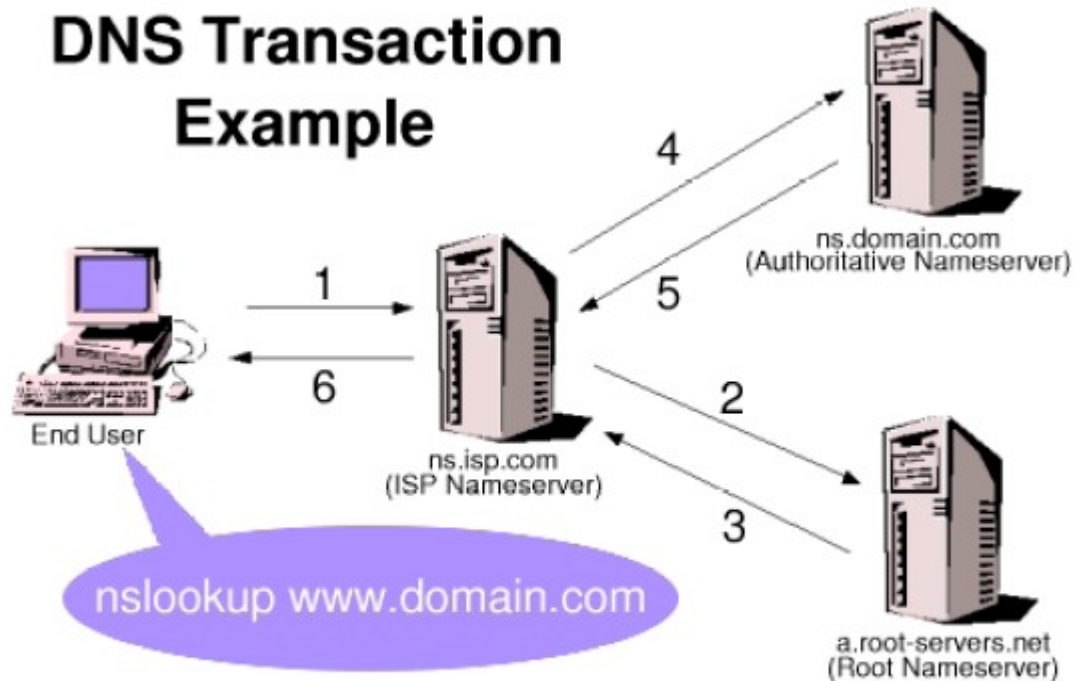 DNS Transaction
Example
4
ns.domain.com
(Authoritative Nameserver)
5
1
6
End User
ns.isp.com
(ISP Nameserver)
2
3
nslookup www.domain.com
a.root-servers.net
(Root Nameserver)